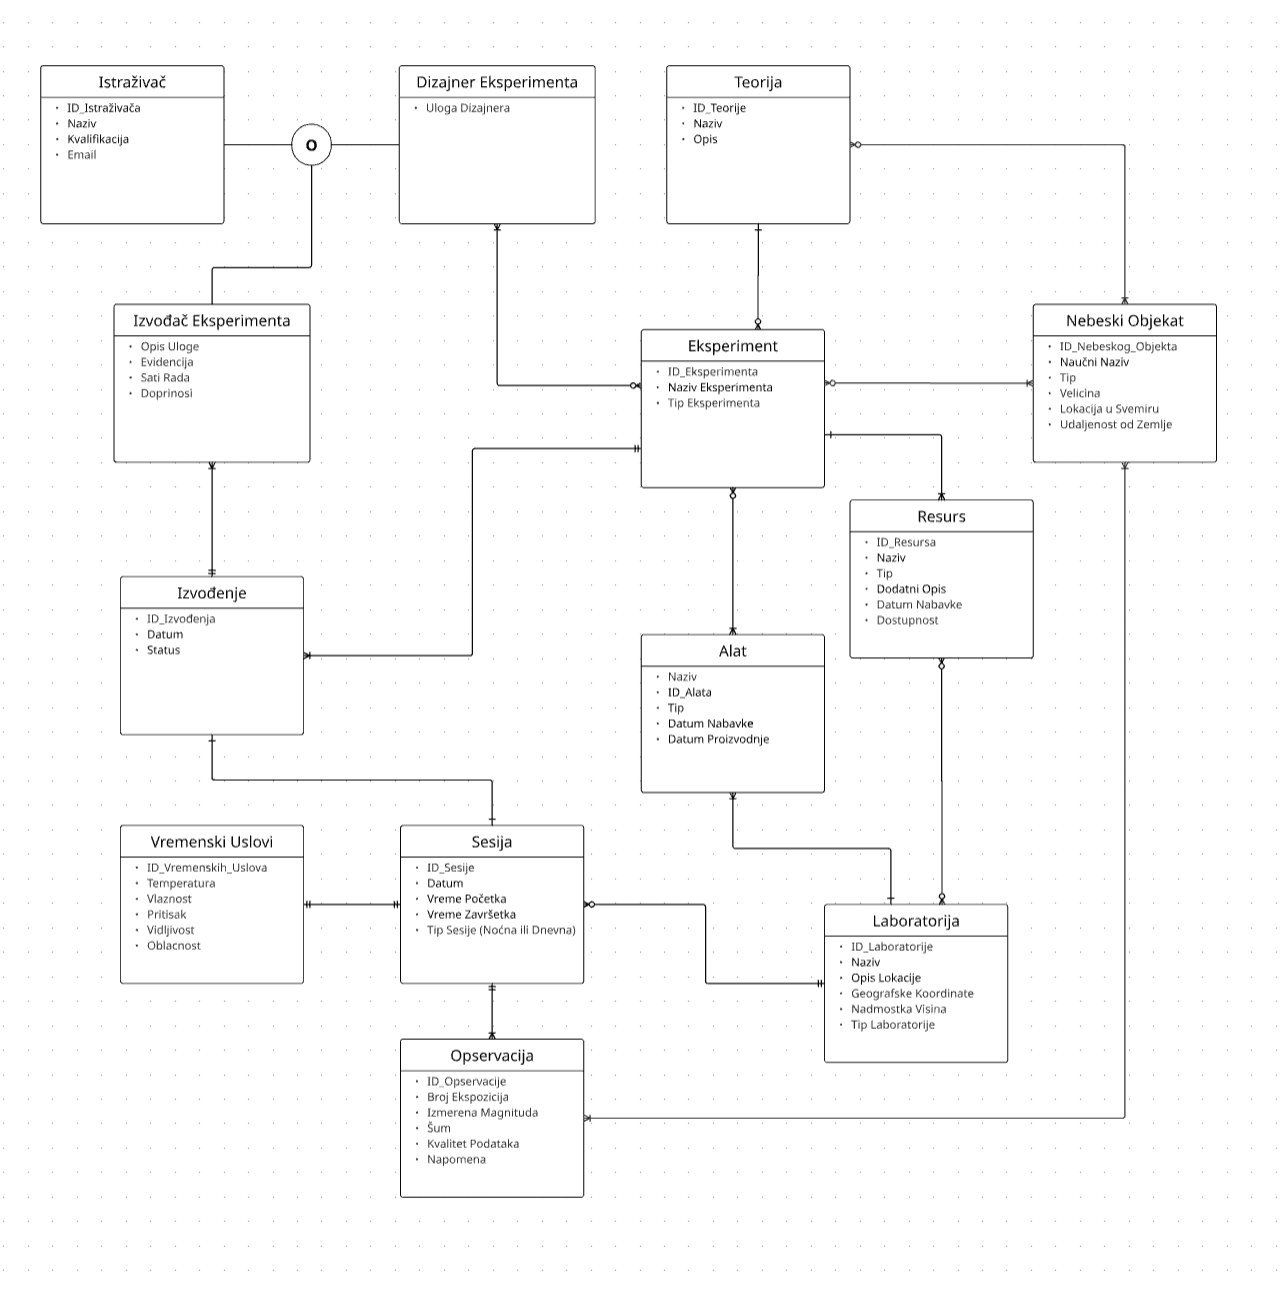 Istraživač
ID_Istraživača
Naziv
Kvalifikacija
Email
O
Dizajner Eksperimenta
Uloga Dizajnera
Teorija
ID_Teorije
Naziv
Opis
Izvođač Eksperimenta
Opis Uloge
Evidencija
Sati Rada
Doprinosi
Eksperiment
ID_Eksperimenta
Naziv Eksperimenta
Tip Eksperimenta
Nebeski Objekat
ID_Nebeskog_Objekta
Naučni Naziv
Tip
Velicina
Lokacija u Svemiru
Udaljenost od Zemlje
Resurs
ID_Resursa
Naziv
Tip
Dodatni Opis
Datum Nabavke
Dostupnost
Izvođenje
ID_Izvođenja
Datum
Status
Alat
Naziv
ID_Alata
Tip
Datum Nabavke
Datum Proizvodnje
Vremenski Uslovi
ID_Vremenskih_Uslova
Temperatura
Vlaznost
Pritisak
Vidljivost
Oblacnost
Sesija
ID_Sesije
Datum
Vreme Početka
Vreme Završetka
Tip Sesije (Noćna ili Dnevna)
Laboratorija
ID_Laboratorije
Naziv
Opis Lokacije
Geografske Koordinate
Nadmostka Visina
Tip Laboratorije
Opservacija
ID_Opservacije
Broj Ekspozicija
Izmerena Magnituda
Šum
Kvalitet Podataka
Napomena